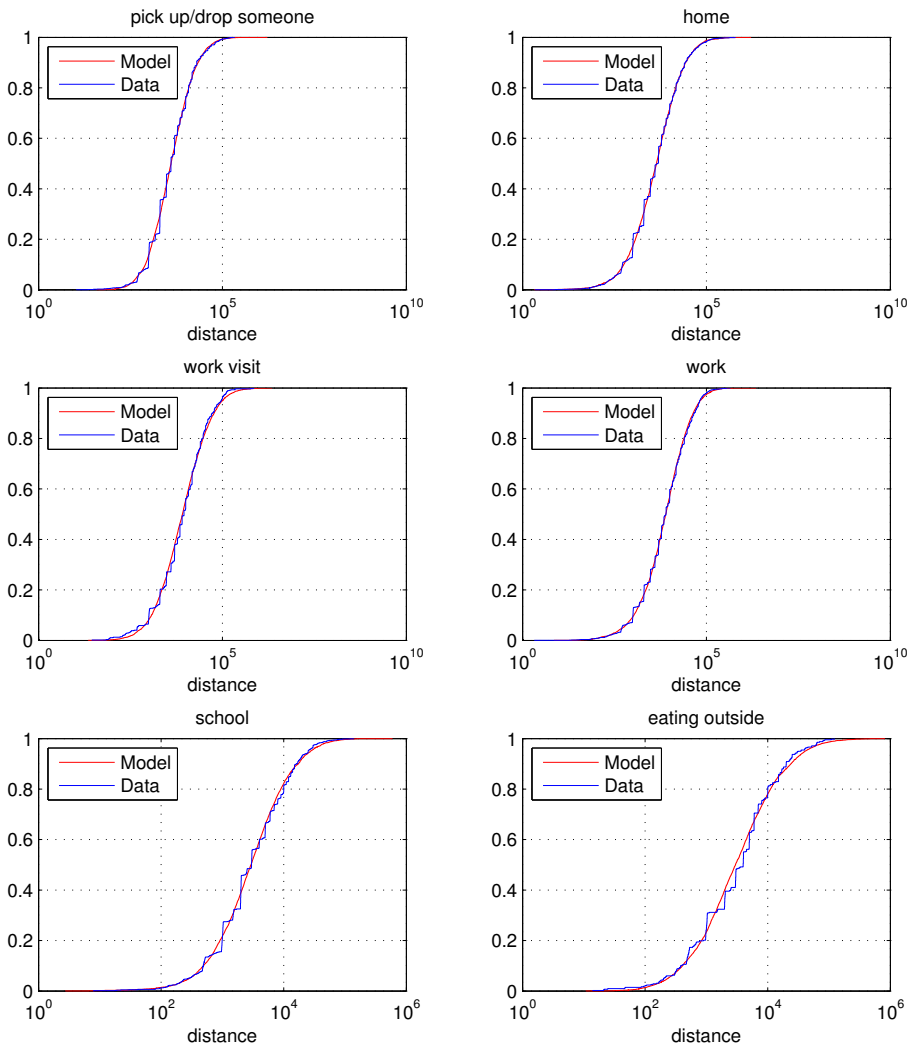 pick up/drop someone
1
0.8
0.6
0.4
0.2
0
Model
Data
10^0
10^5
10^10
distance
home
1
0.8
0.6
0.4
0.2
0
Model
Data
10^0
10^5
10^10
distance
work visit
1
0.8
0.6
0.4
0.2
0
Model
Data
10^0
10^5
10^10
distance
work
1
0.8
0.6
0.4
0.2
0
Model
Data
10^0
10^5
10^10
distance
school
1
0.8
0.6
0.4
0.2
0
Model
Data
10^0
10^2
10^4
10^6
distance
eating outside
1
0.8
0.6
0.4
0.2
0
Model
Data
10^0
10^2
10^4
10^6
distance